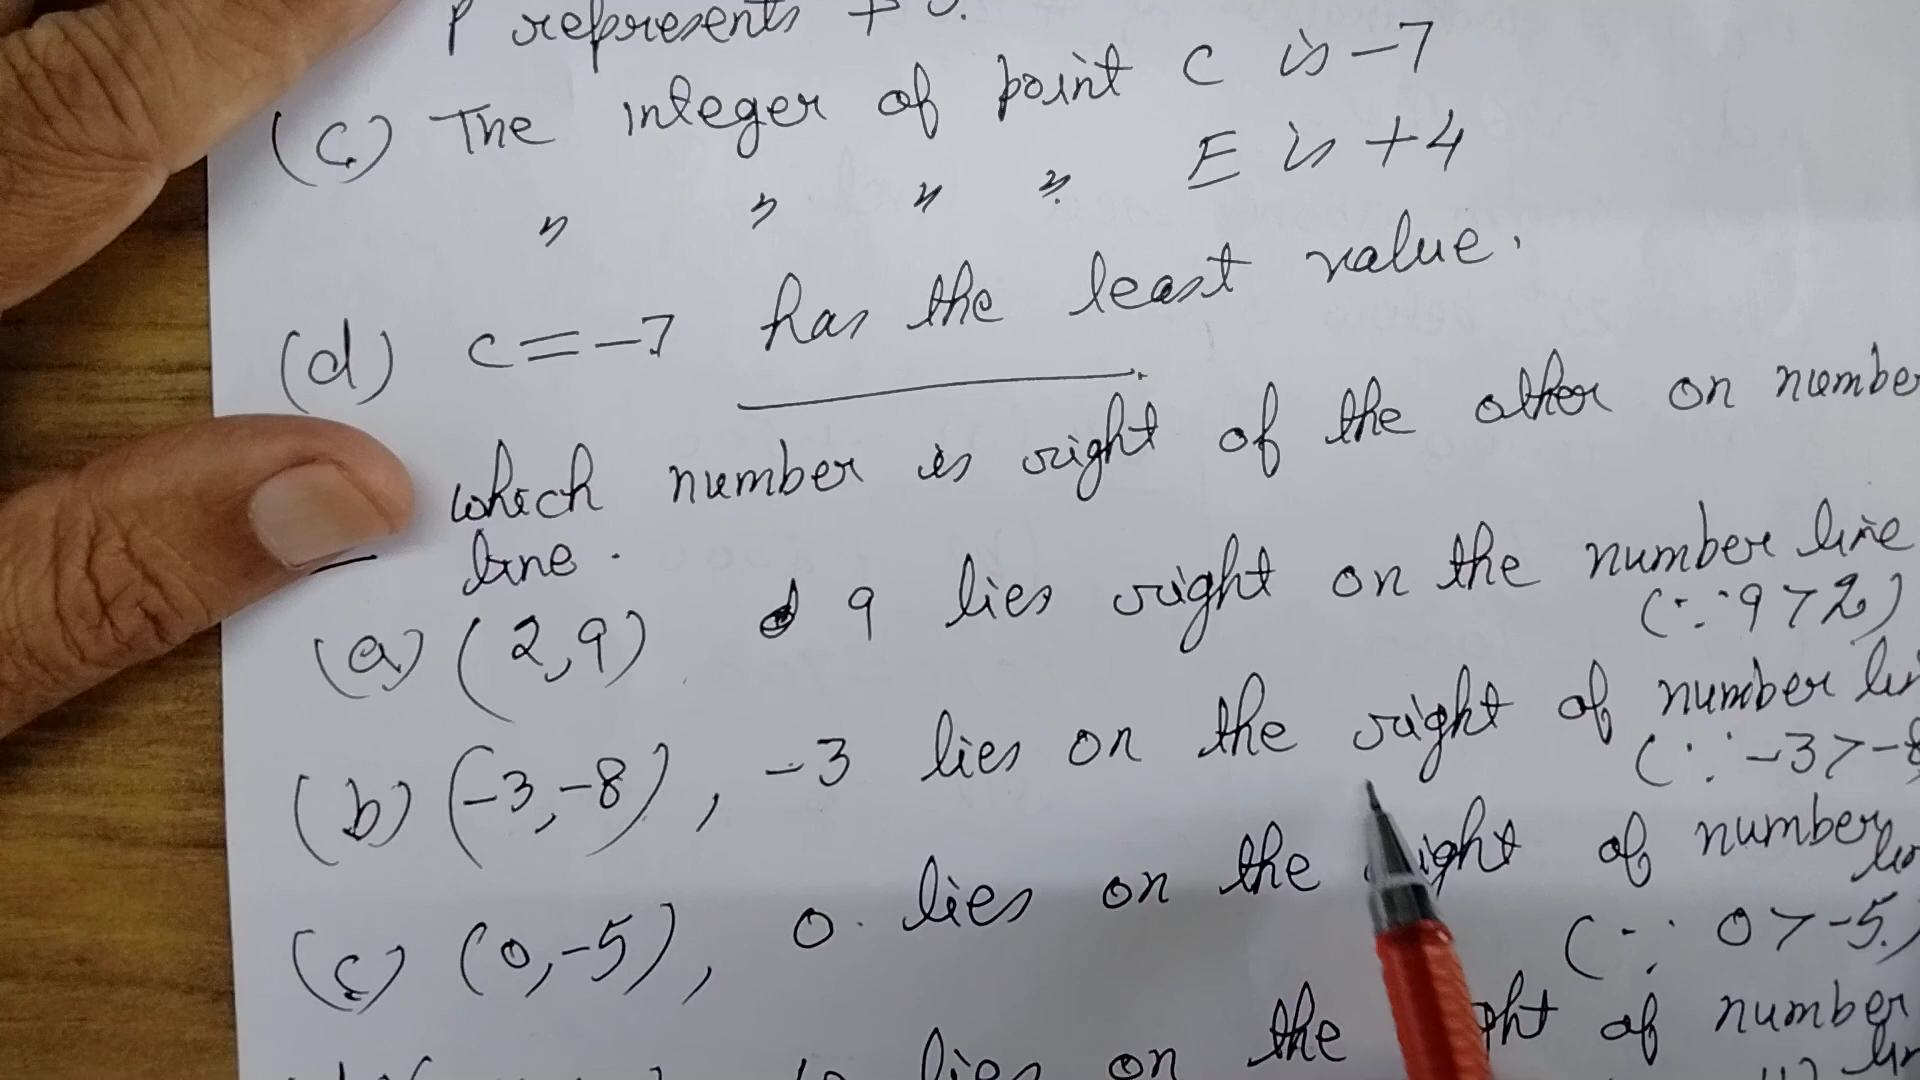 P represents +
(C) The integer of point C is -7
" " " " E is +4
(d) C = -7 has the least value.
which number is right of the other on number
line.
(a) (2,9) 9 lies right on the number line
(∵ 9 > 2)
(b) (-3,-8), -3 lies on the right of number
(∵ -3 > -8
(c) (0,-5), 0. lies on the right of number
(∵ 0 > -5.)
lies on the of number